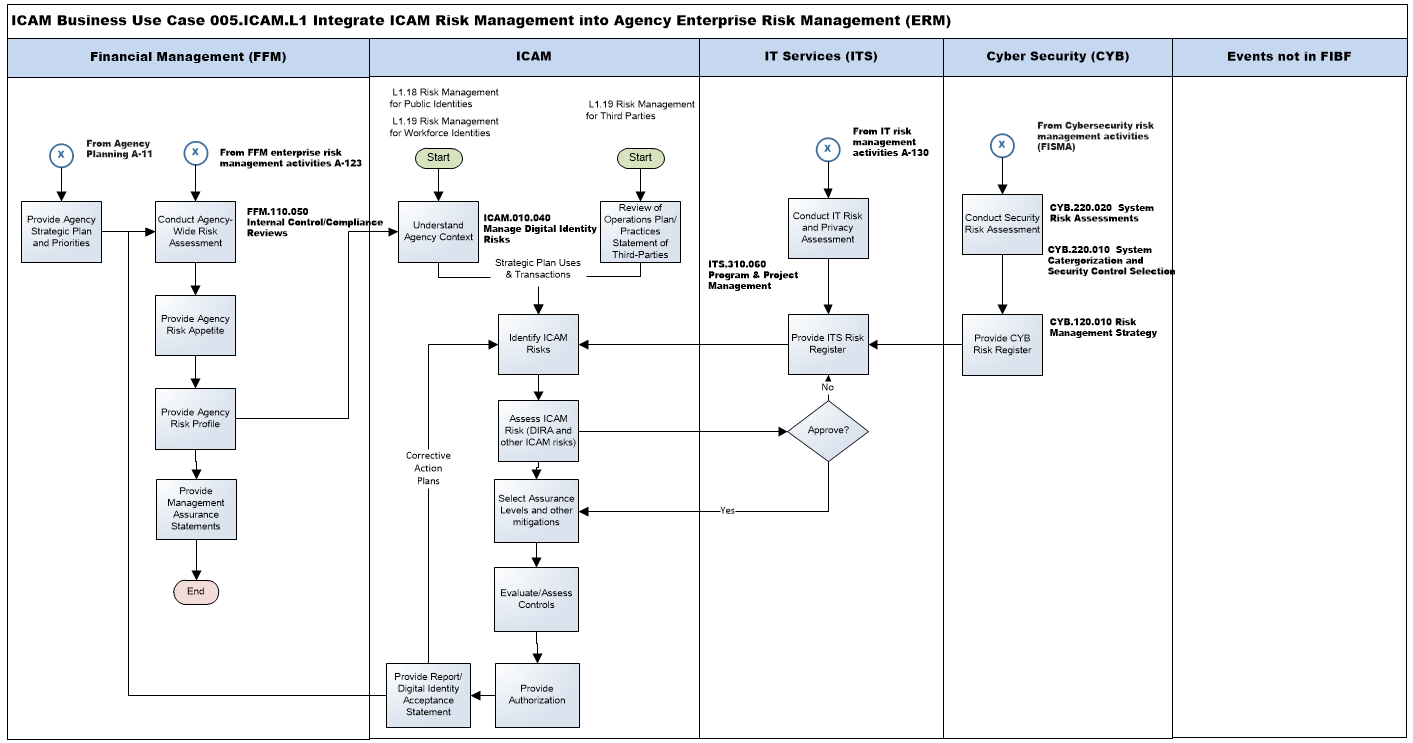 ICAM Business Use Case 005.ICAM.L1 Integrate ICAM Risk Management into Agency Enterprise Risk Management (ERM)
Financial Management (FFM)
ICAM
IT Services (ITS)
Cyber Security (CYB)
Events not in FIBF
X
From Agency
Planning A-11
Provide Agency
Strategic Plan
and Priorities
X
From FFM enterprise risk
management activities A-123
Conduct Agency-
Wide Risk
Assessment
FFM.110.050
Internal Control/Compliance
Reviews
Provide Agency
Risk Appetite
Provide Agency
Risk Profile
Provide
Management
Assurance
Statements
End
L1.18 Risk Management
for Public Identities
L1.19 Risk Management
for Workforce Identities
Start
Understand
Agency Context
ICAM.010.040
Manage Digital Identity
Risks
L1.19 Risk Management
for Third Parties
Start
Review of
Operations Plan/
Practices
Statement of
Third-Parties
Strategic Plan Uses
& Transactions
Identify ICAM
Risks
Assess ICAM
Risk (DIRA and
other ICAM risks)
Corrective
Action
Plans
Select Assurance
Levels and other
mitigations
Evaluate/Assess
Controls
Provide Report/
Digital Identity
Acceptance
Statement
Provide
Authorization
X
From IT risk
management
activities A-130
Conduct IT Risk
and Privacy
Assessment
ITS.310.060
Program & Project
Management
Provide ITS Risk
Register
No
Approve?
Yes
X
From Cybersecurity risk
management activities
(FISMA)
Conduct Security
Risk Assessment
CYB.220.020  System
Risk Assessments
CYB.220.010  System
Catergorization and
Security Control Selection
Provide CYB
Risk Register
CYB.120.010 Risk
Management Strategy